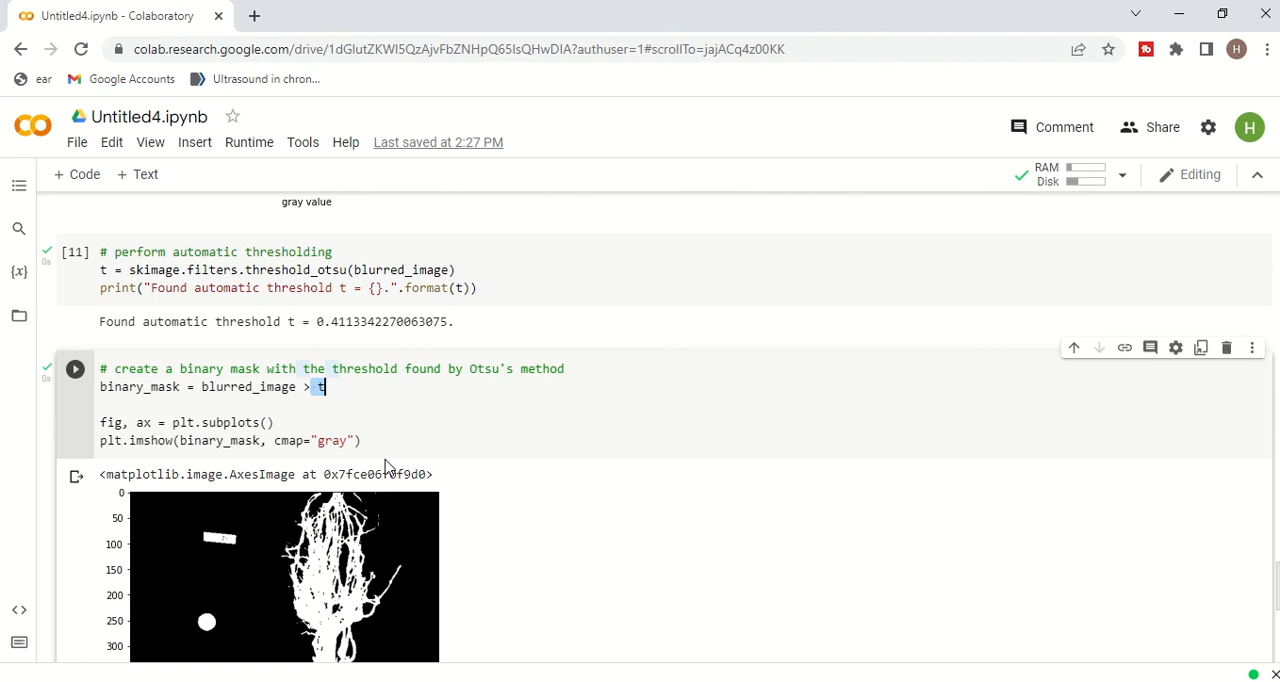 Untitled4.ipynb - Colaboratory
colab.research.google.com/drive/1dGlutZKWI5QzAjvFbZNHpQ65IsQHwDIA?authuser=1#scrollTo=jajACq4z00KK
H
ear
Google Accounts
Ultrasound in chron...
Untitled4.ipynb
File Edit View Insert Runtime Tools Help Last saved at 2:27 PM
Comment
Share
H
+ Code + Text
RAM
Disk
Editing
gray value
[11] # perform automatic thresholding
0s
t = skimage.filters.threshold_otsu(blurred_image)
print("Found automatic threshold t = {}.".format(t))
Found automatic threshold t = 0.4113342270063075.
# create a binary mask with the threshold found by Otsu's method
0s
binary_mask = blurred_image > t
fig, ax = plt.subplots()
plt.imshow(binary_mask, cmap="gray")
0
50
100
150
200
250
300